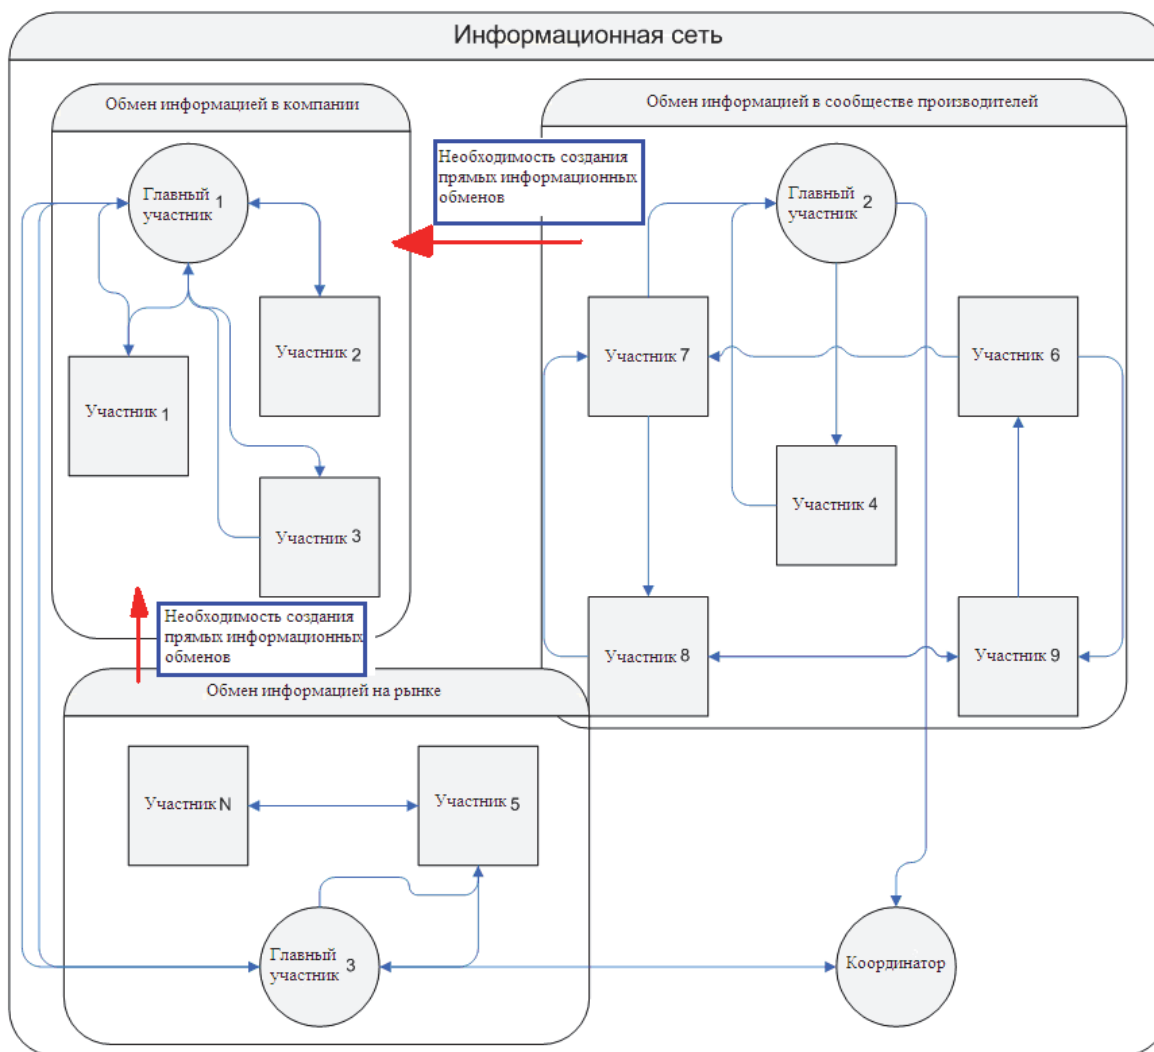 Информационная сеть
Обмен информацией в компании
Обмен информацией в сообществе производителей
Необходимость создания
прямых информационных
обменов
Главный
участник 1
Главный
участник 2
Участник 2
Участник 7
Участник 6
Участник 1
Участник 4
Участник 3
Необходимость создания
прямых информационных
обменов
Участник 8
Участник 9
Обмен информацией на рынке
Участник N
Участник 5
Главный
участник 3
Координатор